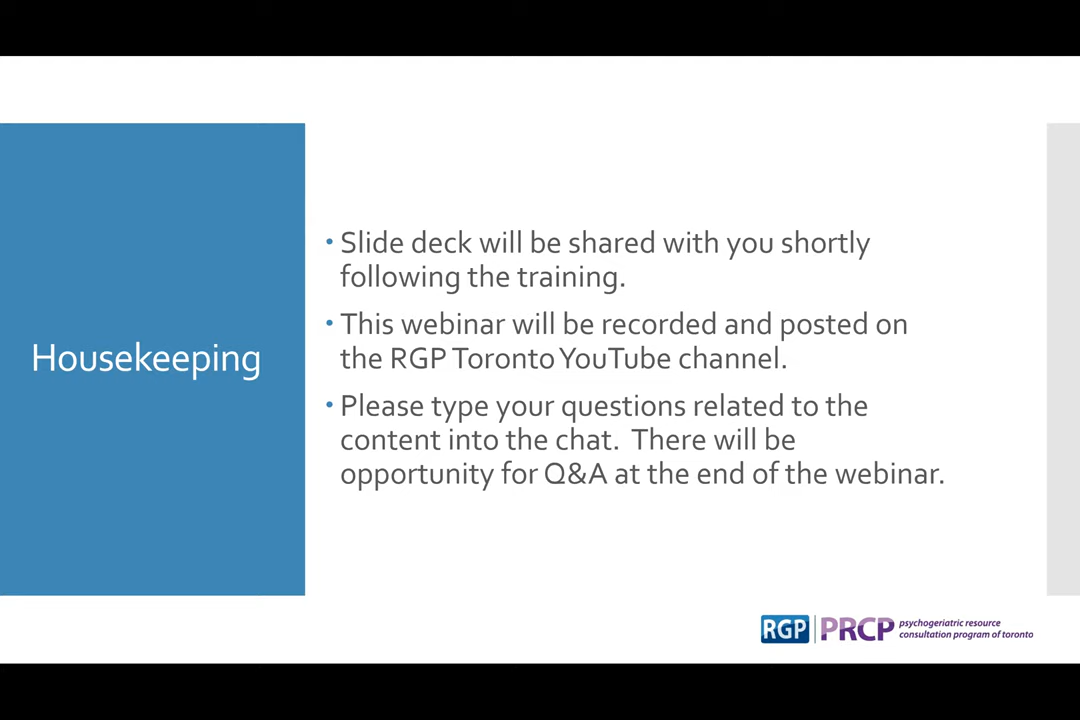 Housekeeping
• Slide deck will be shared with you shortly
following the training.
• This webinar will be recorded and posted on
the RGP Toronto YouTube channel.
• Please type your questions related to the
content into the chat.  There will be
opportunity for Q&A at the end of the webinar.
RGP PRCP psychogeriatric resource
consultation program of toronto